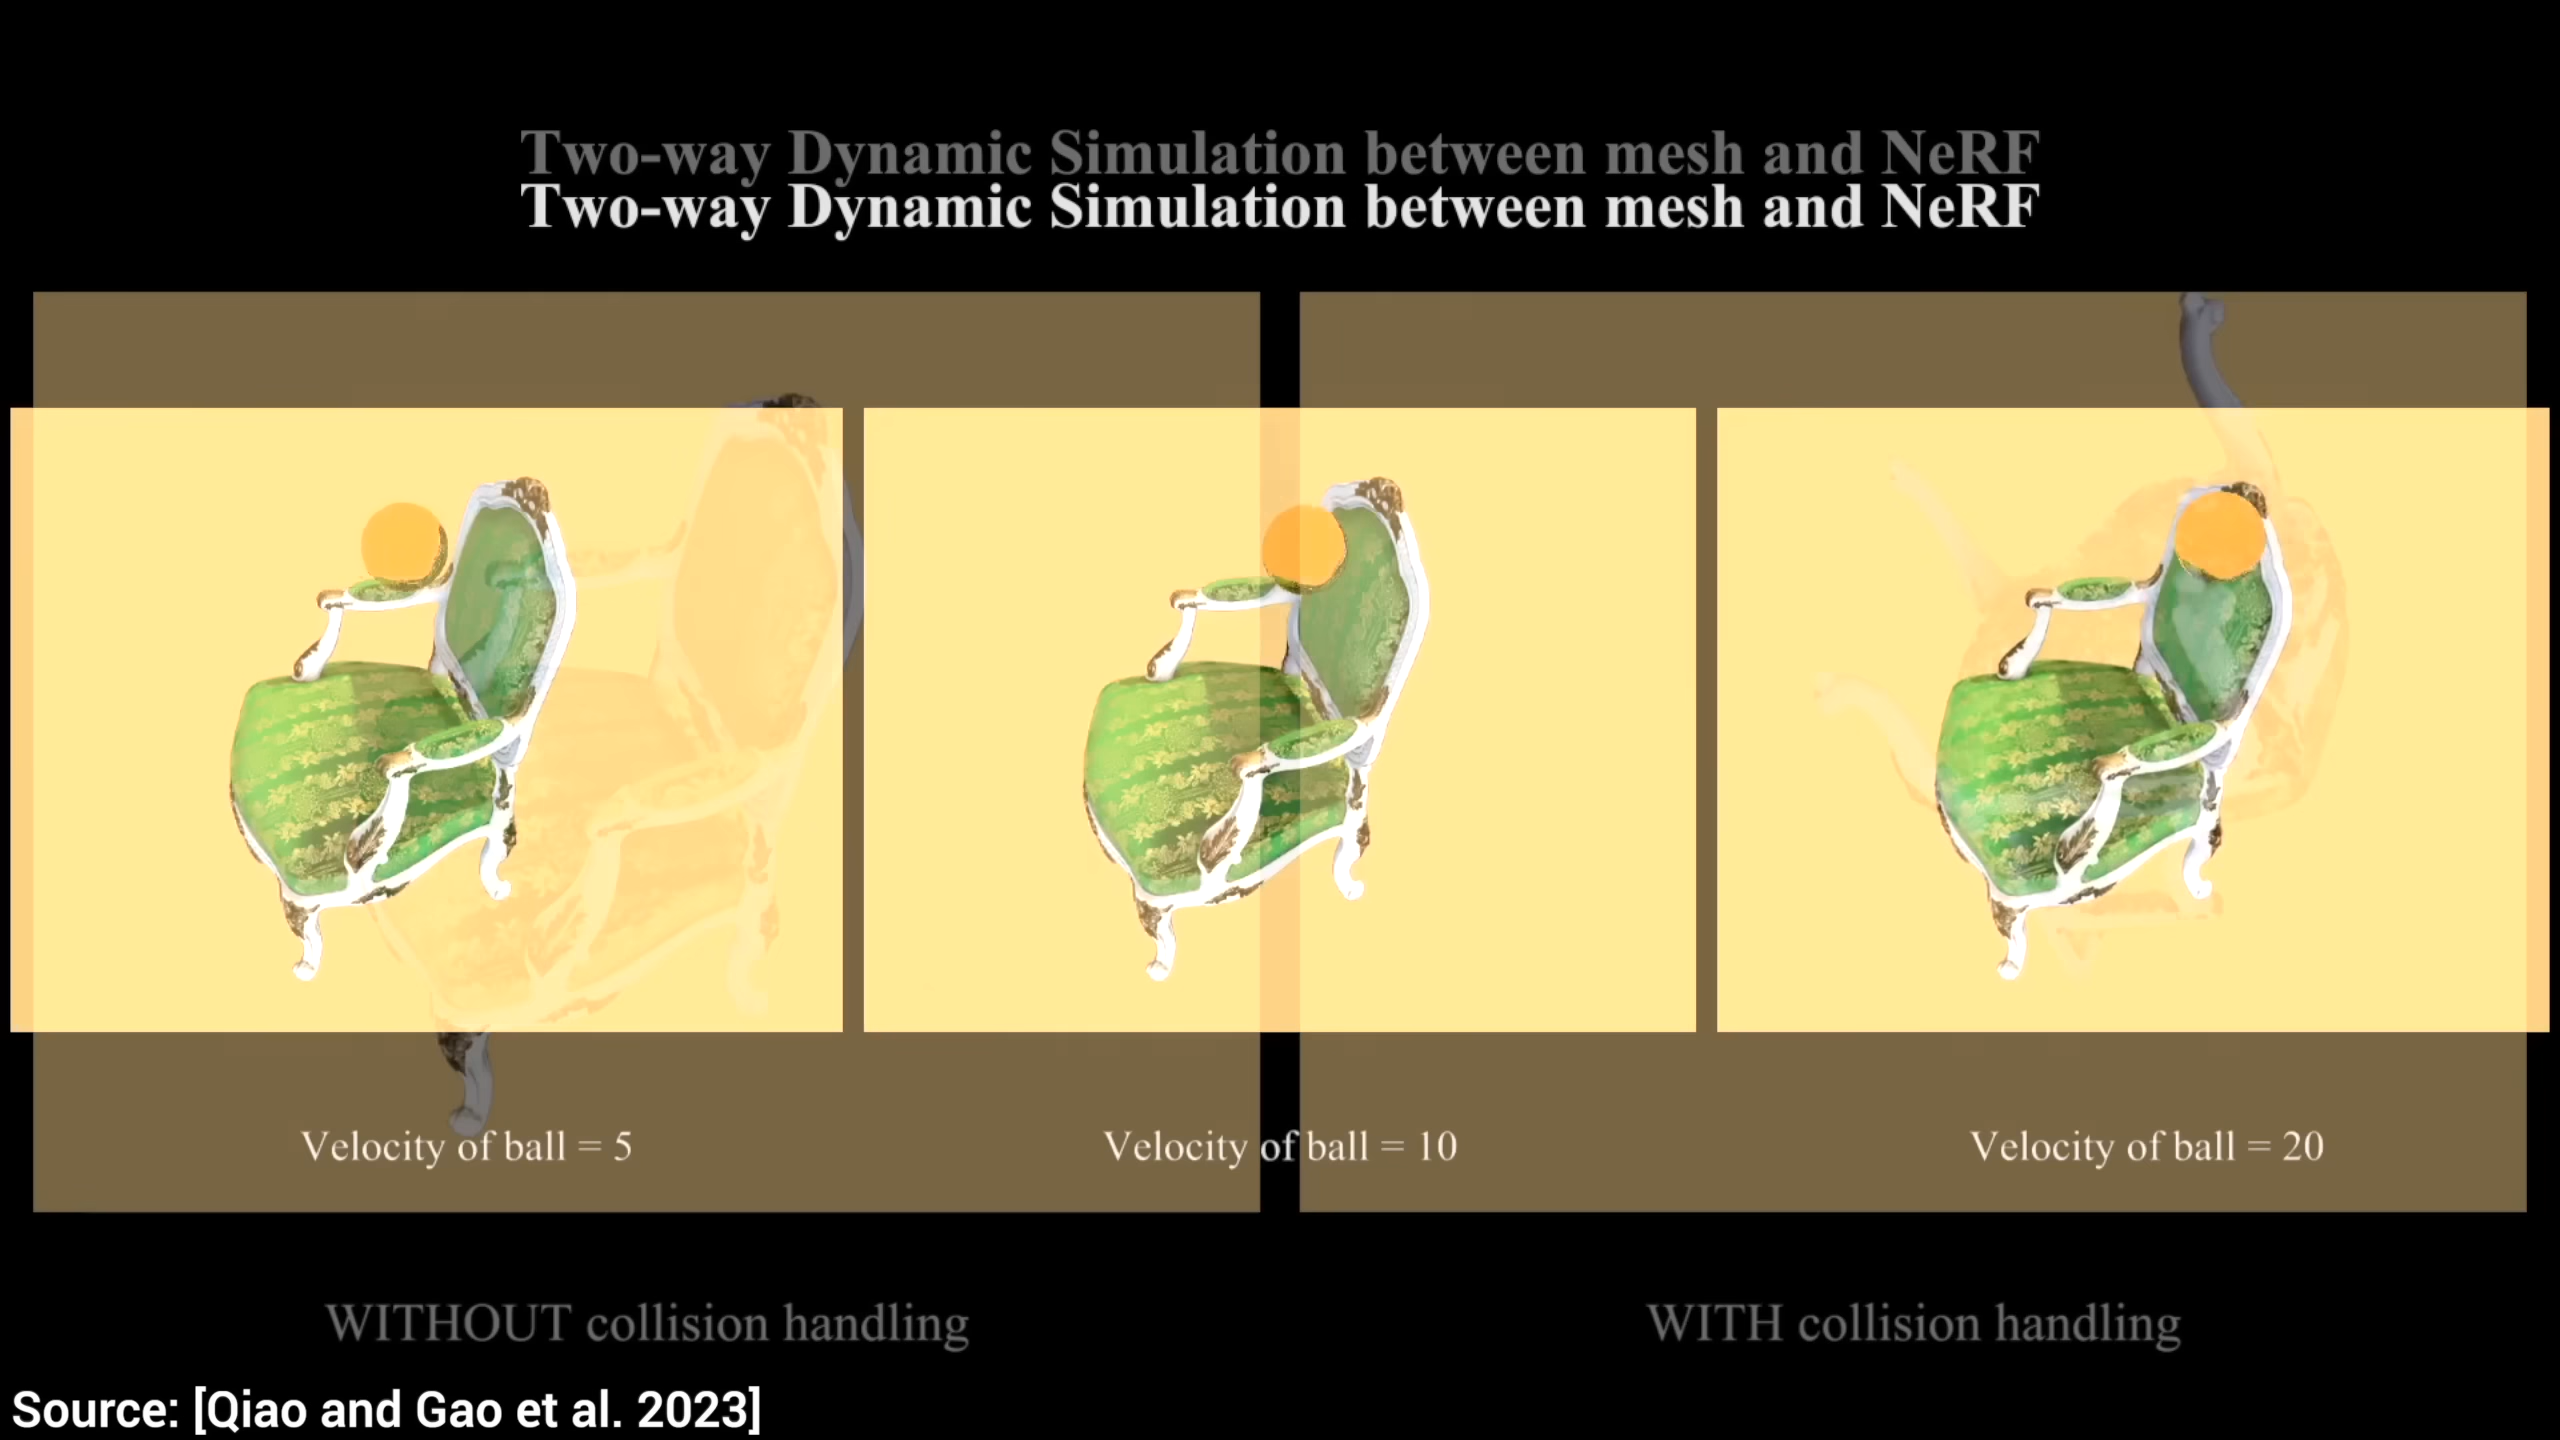 Two-way Dynamic Simulation between mesh and NeRF
Two-way Dynamic Simulation between mesh and NeRF
Velocity of ball = 5
Velocity of ball = 10
Velocity of ball = 20
WITHOUT collision handling
WITH collision handling
Source: [Qiao and Gao et al. 2023]